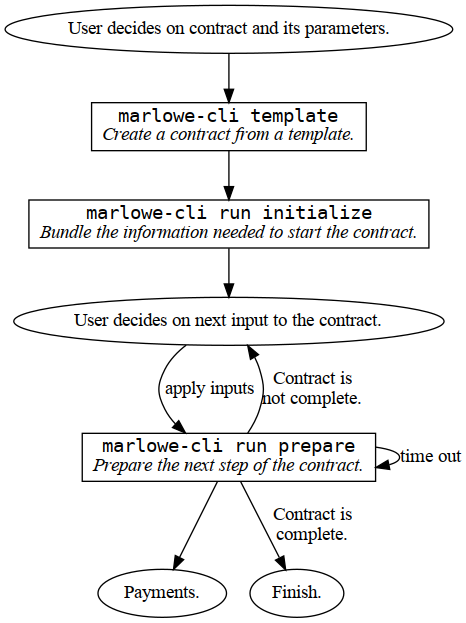 User decides on contract and its parameters.
marlowe-cli template
Create a contract from a template.
marlowe-cli run initialize
Bundle the information needed to start the contract.
User decides on next input to the contract.
apply inputs
Contract is
not complete.
marlowe-cli run prepare
Prepare the next step of the contract.
time out
Contract is
complete.
Payments.
Finish.